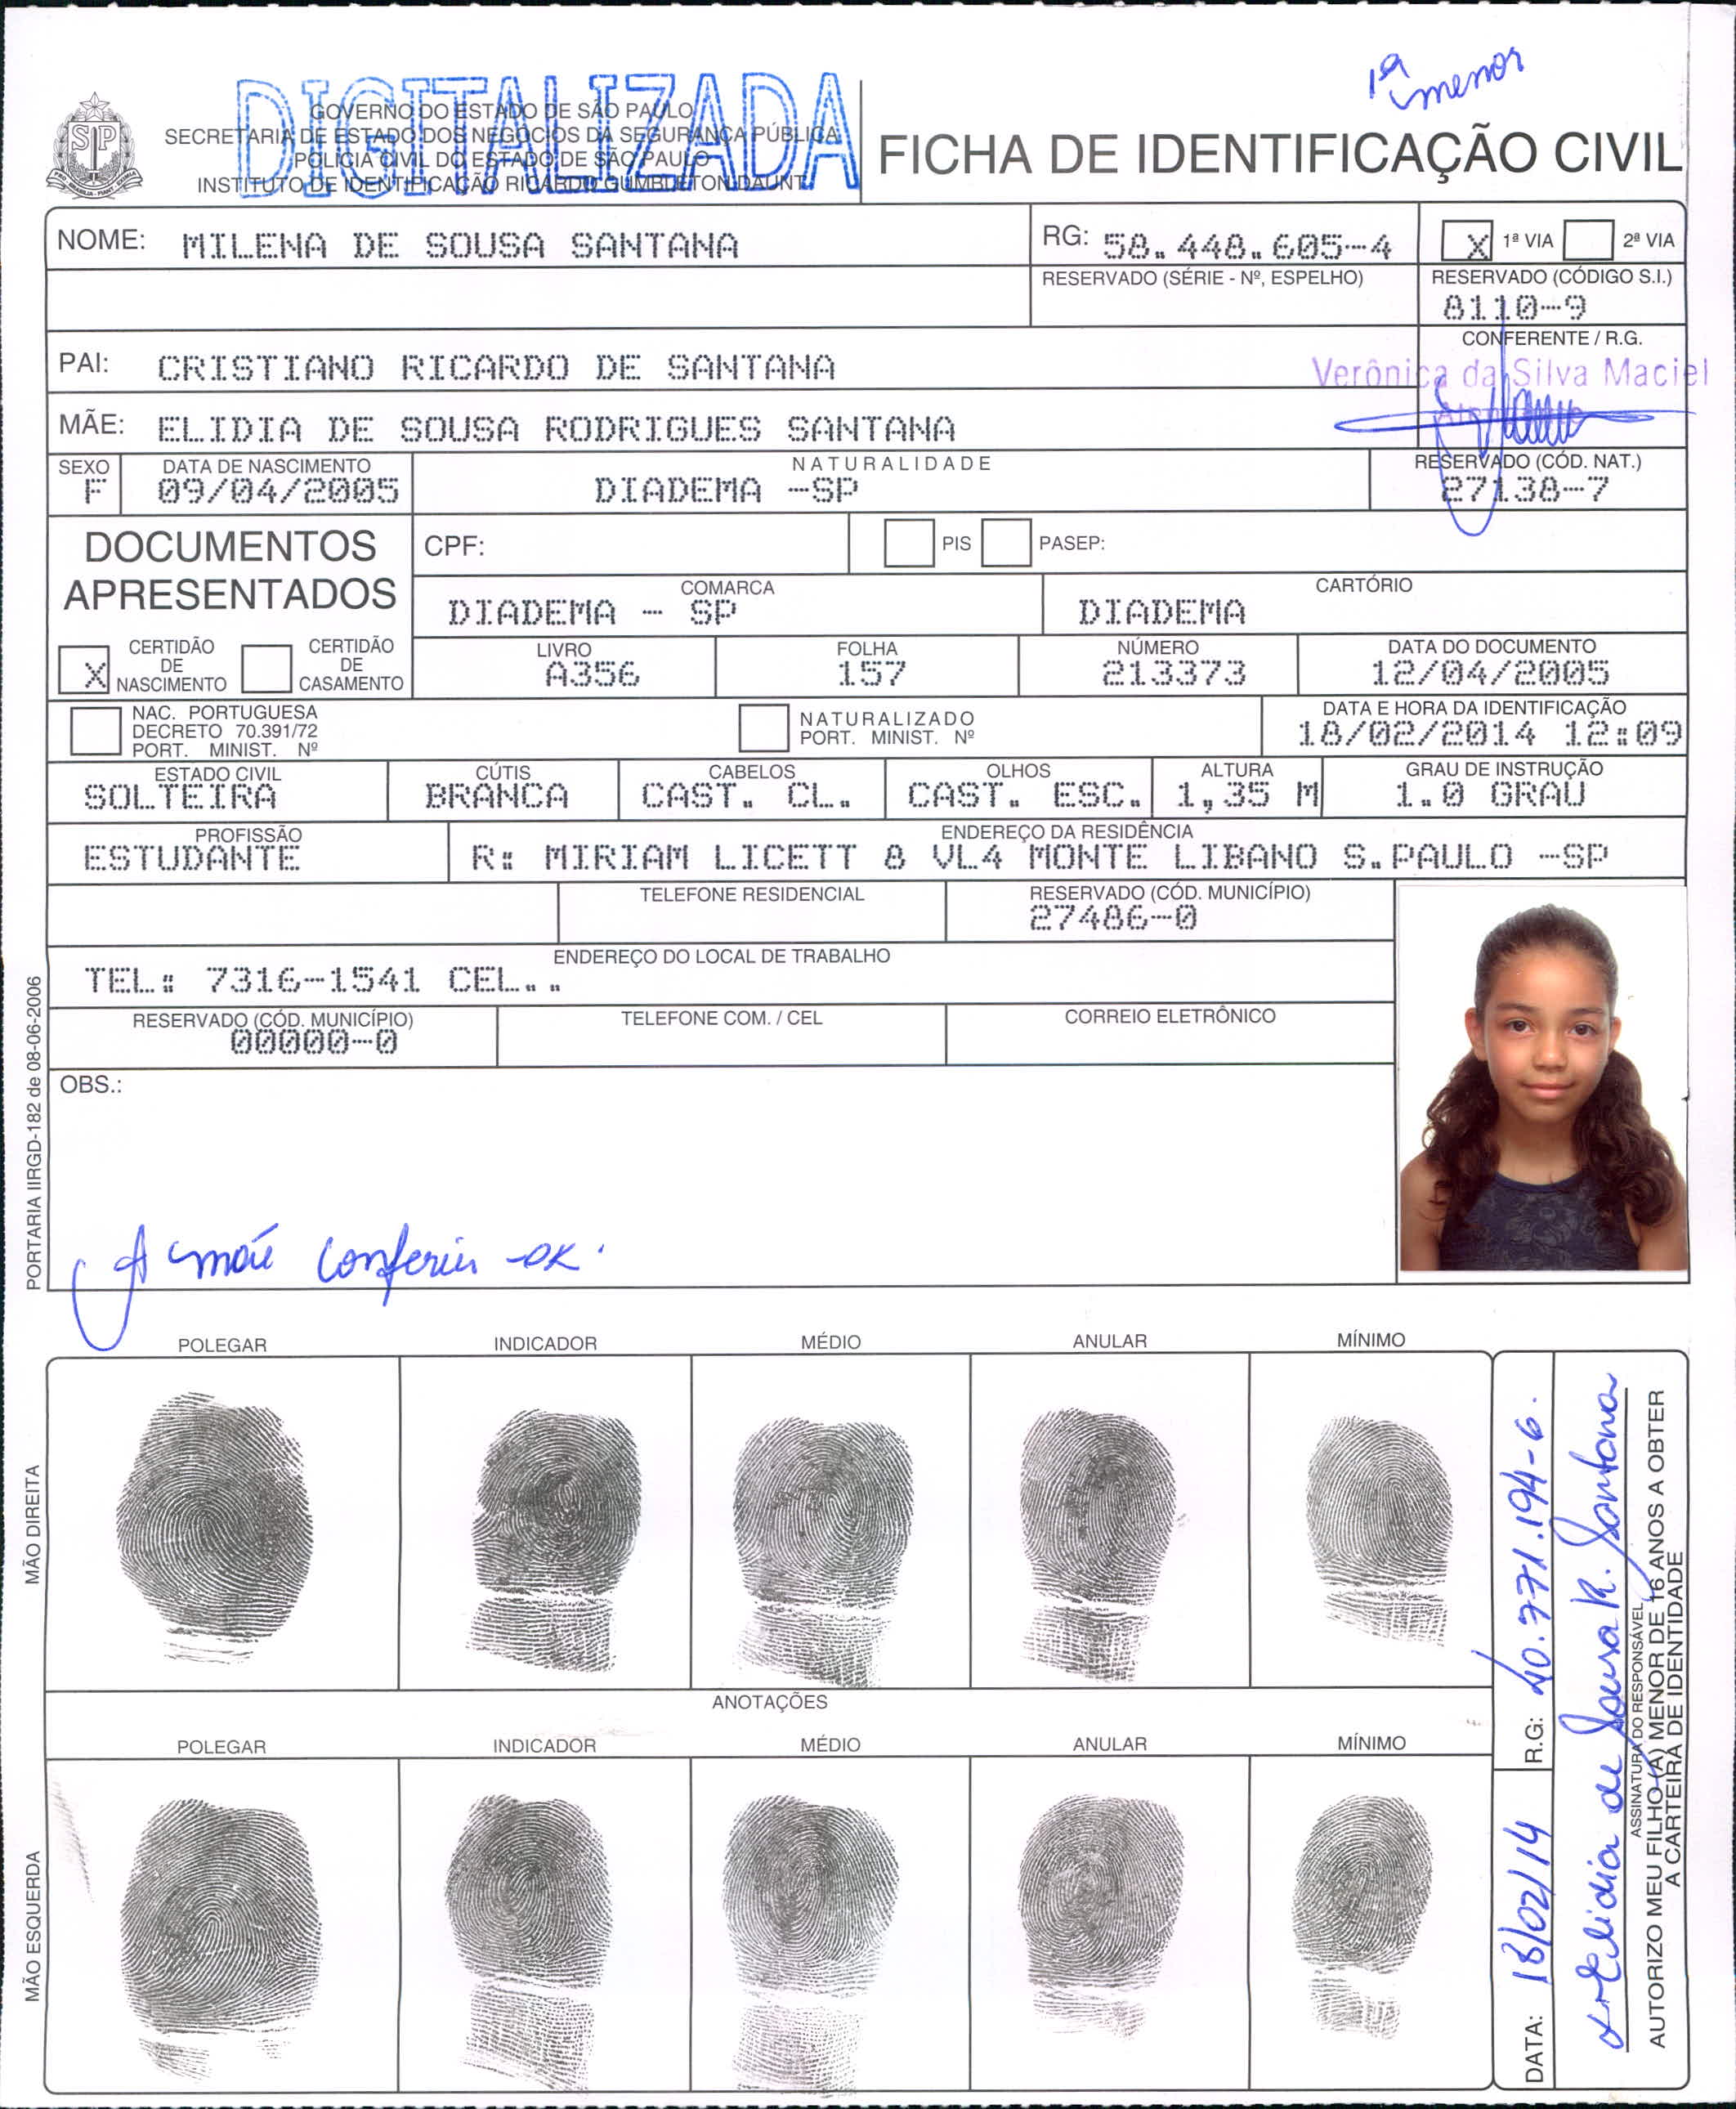 1ª menor
DIGITALIZADA
GOVERNO DO ESTADO DE SÃO PAULO
SECRETARIA DE ESTADO DOS NEGÓCIOS DA SEGURANÇA PÚBLICA
POLÍCIA CIVIL DO ESTADO DE SÃO PAULO
INSTITUTO DE IDENTIFICAÇÃO RICARDO GUMBLETON DAUNT
FICHA DE IDENTIFICAÇÃO CIVIL
NOME: MILENA DE SOUSA SANTANA RG: 58.448.605-4 X 1ª VIA 2ª VIA
RESERVADO (SÉRIE - Nº, ESPELHO) RESERVADO (CÓDIGO S.I.)
8110-9
CONFERENTE / R.G.
PAI: CRISTIANO RICARDO DE SANTANA Verônica da Silva Maciel
MÃE: ELIDIA DE SOUSA RODRIGUES SANTANA
SEXO DATA DE NASCIMENTO NATURALIDADE RESERVADO (CÓD. NAT.)
F 09/04/2005 DIADEMA -SP 27138-7
DOCUMENTOS APRESENTADOS
CPF: PIS PASEP:
COMARCA CARTÓRIO
DIADEMA - SP DIADEMA
X CERTIDÃO DE NASCIMENTO CERTIDÃO DE CASAMENTO
LIVRO FOLHA NÚMERO DATA DO DOCUMENTO
A356 157 213373 12/04/2005
NAC. PORTUGUESA
DECRETO 70.391/72
PORT. MINIST. Nº
NATURALIZADO
PORT. MINIST. Nº
DATA E HORA DA IDENTIFICAÇÃO
18/02/2014 12:09
ESTADO CIVIL CÚTIS CABELOS OLHOS ALTURA GRAU DE INSTRUÇÃO
SOLTEIRA BRANCA CAST. CL. CAST. ESC. 1,35 M 1.0 GRAU
PROFISSÃO ENDEREÇO DA RESIDÊNCIA
ESTUDANTE R: MIRIAM LICETT 8 VL4 MONTE LIBANO S.PAULO -SP
TELEFONE RESIDENCIAL RESERVADO (CÓD. MUNICÍPIO)
27486-0
ENDEREÇO DO LOCAL DE TRABALHO
TEL: 7316-1541 CEL..
RESERVADO (CÓD. MUNICÍPIO) TELEFONE COM. / CEL CORREIO ELETRÔNICO
00000-0
OBS.:
A mãe conferiu -OK.
PORTARIA IIRGD-182 de 08-06-2006
POLEGAR INDICADOR MÉDIO ANULAR MÍNIMO
MÃO DIREITA
ANOTAÇÕES
POLEGAR INDICADOR MÉDIO ANULAR MÍNIMO
MÃO ESQUERDA
DATA: 18/02/14 R.G: 40.771.194-6.
Elidia de Sousa R. Santana
ASSINATURA DO RESPONSÁVEL
AUTORIZO MEU FILHO (A) MENOR DE 16 ANOS A OBTER
A CARTEIRA DE IDENTIDADE